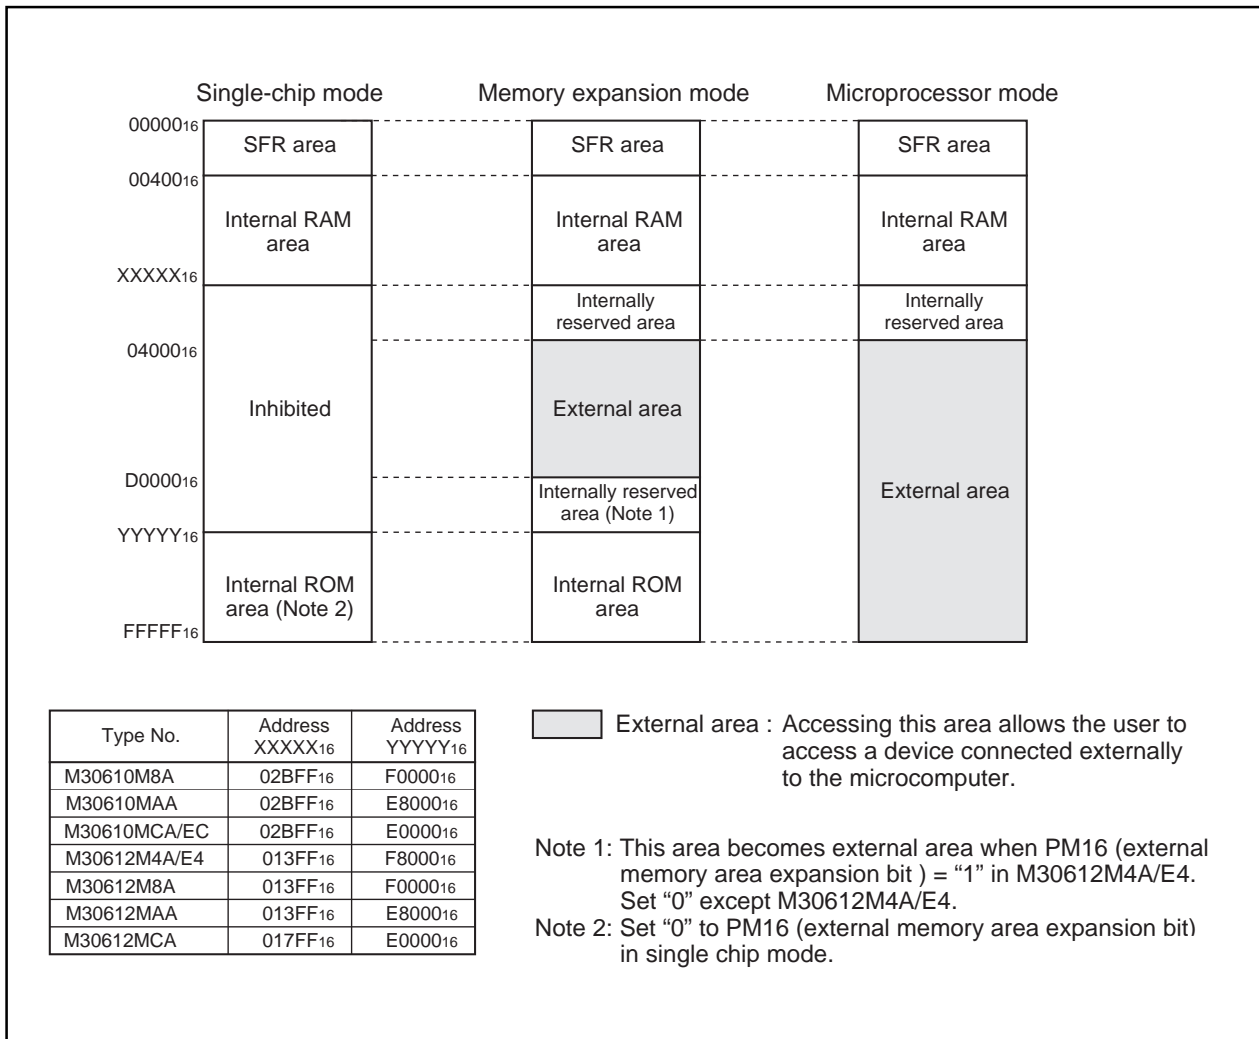 Single-chip mode
Memory expansion mode
Microprocessor mode
0000016
0040016
XXXXX16
0400016
D000016
YYYYY16
FFFFF16
SFR area
Internal RAM
area
Inhibited
Internal ROM
area (Note 2)
SFR area
Internal RAM
area
Internally
reserved area
External area
Internally reserved
area (Note 1)
Internal ROM
area
SFR area
Internal RAM
area
Internally
reserved area
External area
Type No. Address XXXXX16 Address YYYYY16
M30610M8A 02BFF16 F000016
M30610MAA 02BFF16 E800016
M30610MCA/EC 02BFF16 E000016
M30612M4A/E4 013FF16 F800016
M30612M8A 013FF16 F000016
M30612MAA 013FF16 E800016
M30612MCA 017FF16 E000016
External area : Accessing this area allows the user to
access a device connected externally
to the microcomputer.
Note 1: This area becomes external area when PM16 (external
memory area expansion bit ) = “1” in M30612M4A/E4.
Set “0” except M30612M4A/E4.
Note 2: Set “0” to PM16 (external memory area expansion bit)
in single chip mode.